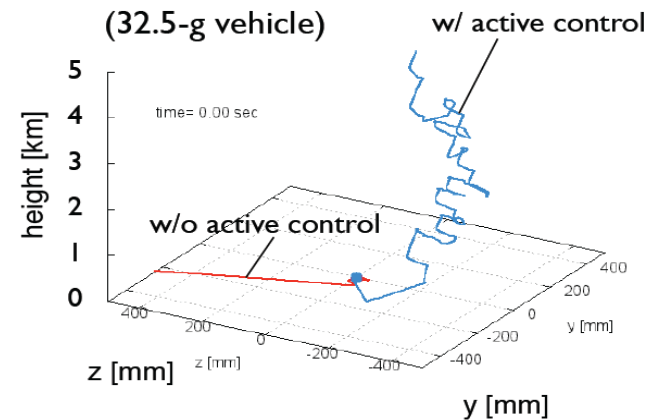 (32.5-g vehicle)
w/ active control
5
4
3
2
1
0
height [km]
time= 0.00 sec
w/o active control
400
200
0
-200
-400
z [mm]
z [mm]
400
200
0
-200
-400
y [mm]
y [mm]